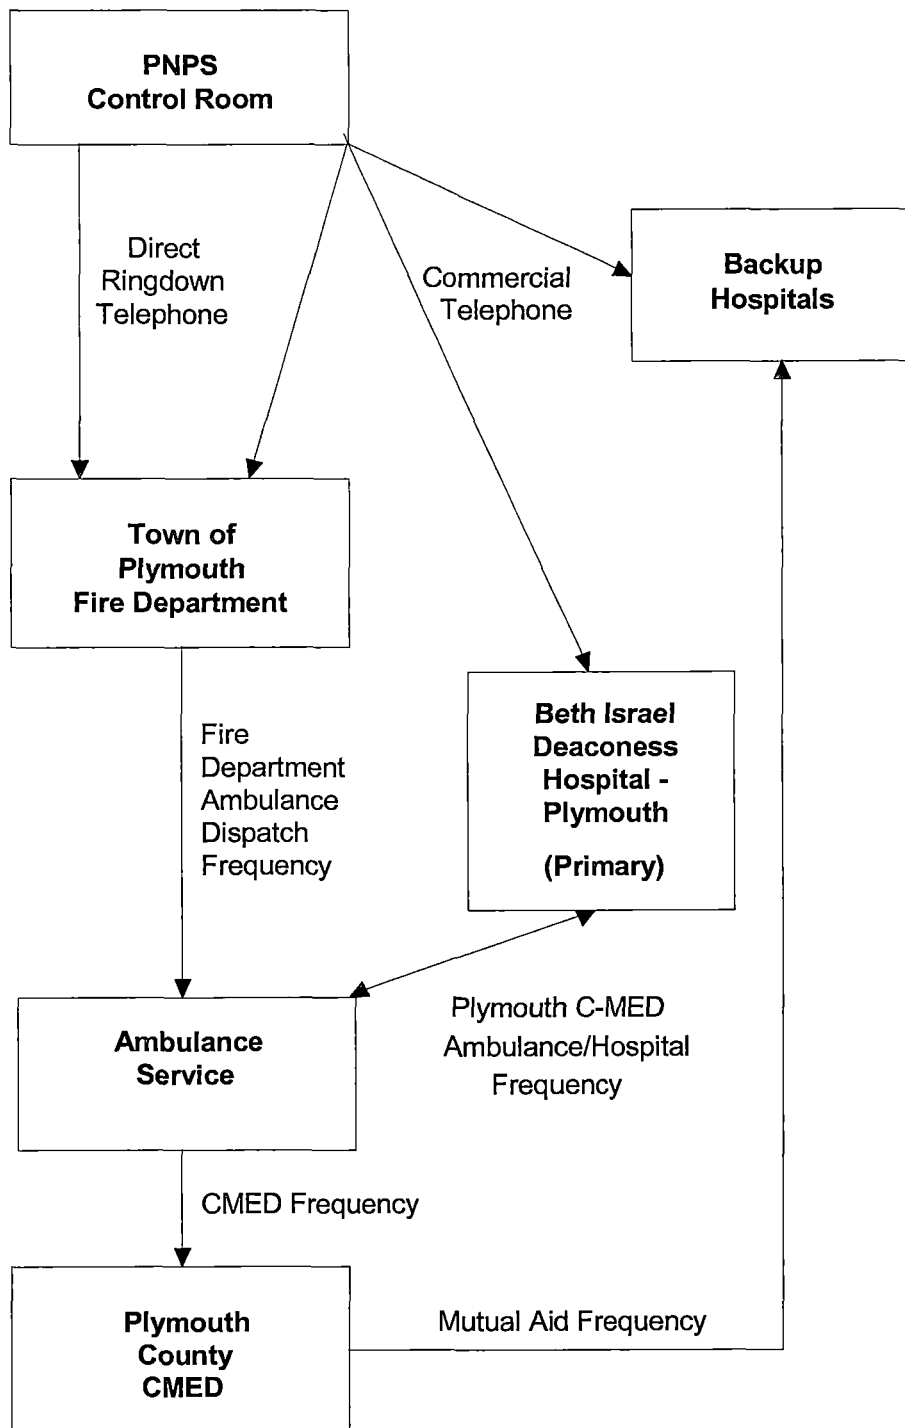 PNPS
Control Room
Direct
Ringdown
Telephone
Commercial
Telephone
Backup
Hospitals
Town of
Plymouth
Fire Department
Fire
Department
Ambulance
Dispatch
Frequency
Beth Israel
Deaconess
Hospital -
Plymouth
(Primary)
Ambulance
Service
Plymouth C-MED
Ambulance/Hospital
Frequency
CMED Frequency
Plymouth
County
CMED
Mutual Aid Frequency